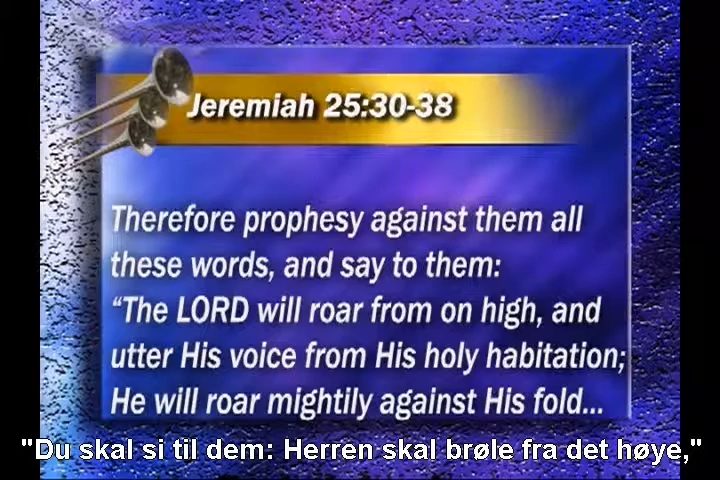 Jeremiah 25:30-38
Therefore prophesy against them all
these words, and say to them:
“The LORD will roar from on high, and
utter His voice from His holy habitation;
He will roar mightily against His fold...
"Du skal si til dem: Herren skal brøle fra det høye,"